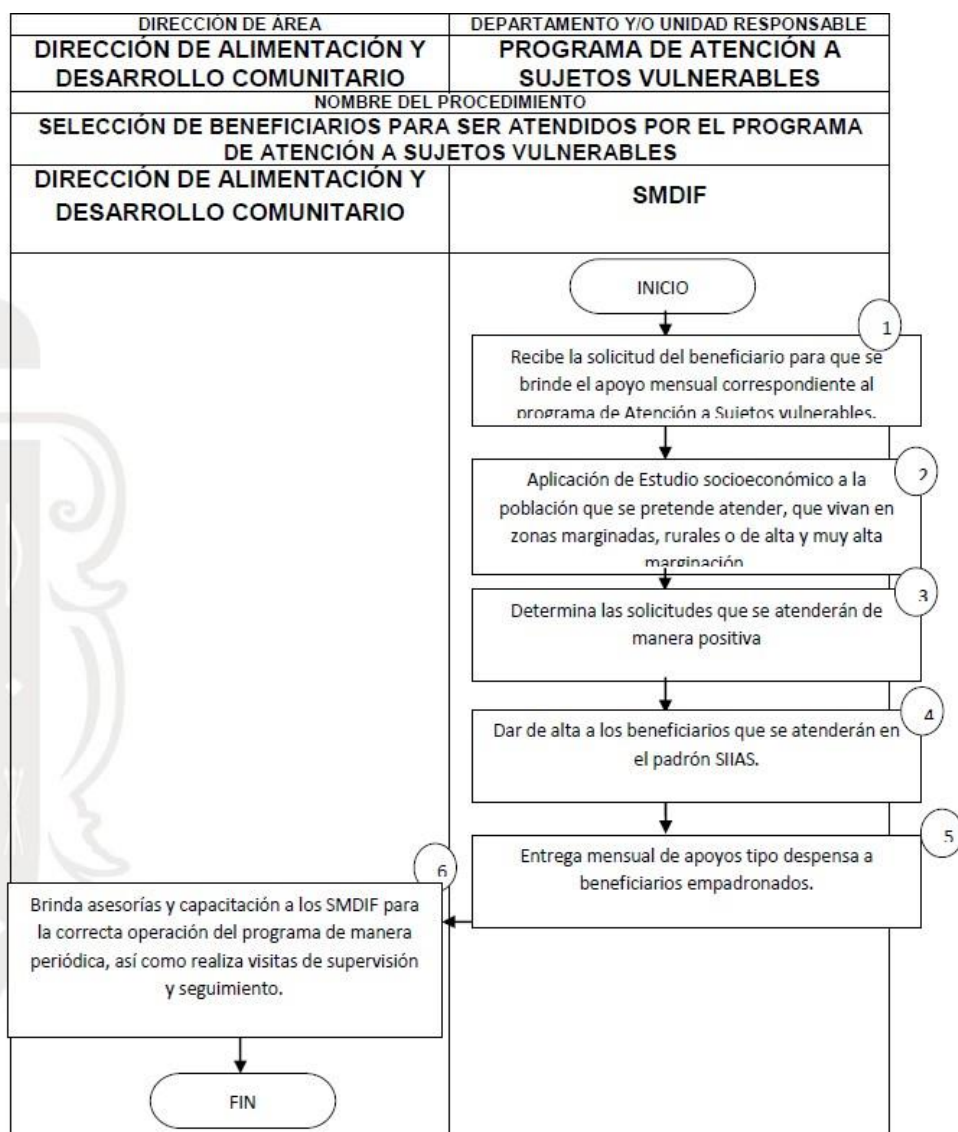 DIRECCIÓN DE ÁREA
DEPARTAMENTO Y/O UNIDAD RESPONSABLE
DIRECCIÓN DE ALIMENTACIÓN Y
DESARROLLO COMUNITARIO
PROGRAMA DE ATENCIÓN A
SUJETOS VULNERABLES
NOMBRE DEL PROCEDIMIENTO
SELECCIÓN DE BENEFICIARIOS PARA SER ATENDIDOS POR EL PROGRAMA
DE ATENCIÓN A SUJETOS VULNERABLES
DIRECCIÓN DE ALIMENTACIÓN Y
DESARROLLO COMUNITARIO
SMDIF
INICIO
1
Recibe la solicitud del beneficiario para que se
brinde el apoyo mensual correspondiente al
programa de Atención a Sujetos vulnerables.
2
Aplicación de Estudio socioeconómico a la
población que se pretende atender, que vivan en
zonas marginadas, rurales o de alta y muy alta
marginación
3
Determina las solicitudes que se atenderán de
manera positiva
4
Dar de alta a los beneficiarios que se atenderán en
el padrón SIIAS.
5
Entrega mensual de apoyos tipo despensa a
beneficiarios empadronados.
6
Brinda asesorías y capacitación a los SMDIF para
la correcta operación del programa de manera
periódica, así como realiza visitas de supervisión
y seguimiento.
FIN